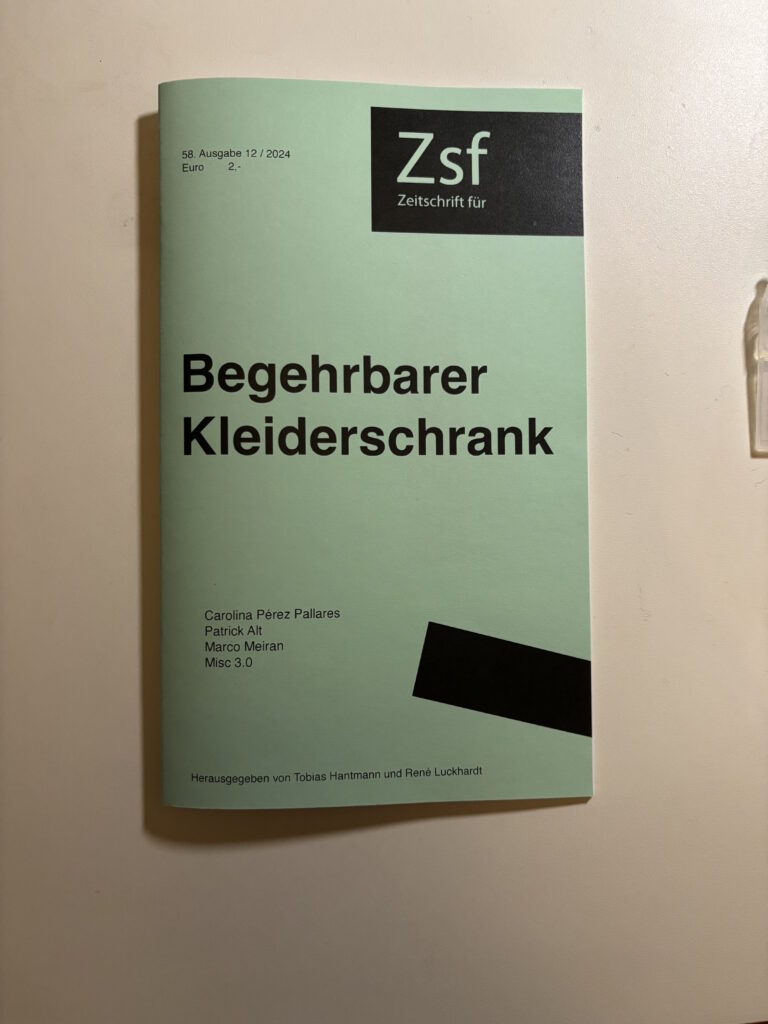 58. Ausgabe 12 / 2024
Euro 2,-
Zsf
Zeitschrift für
Begehrbarer
Kleiderschrank
Carolina Pérez Pallares
Patrick Alt
Marco Meiran
Misc 3.0
Herausgegeben von Tobias Hantmann und René Luckhardt